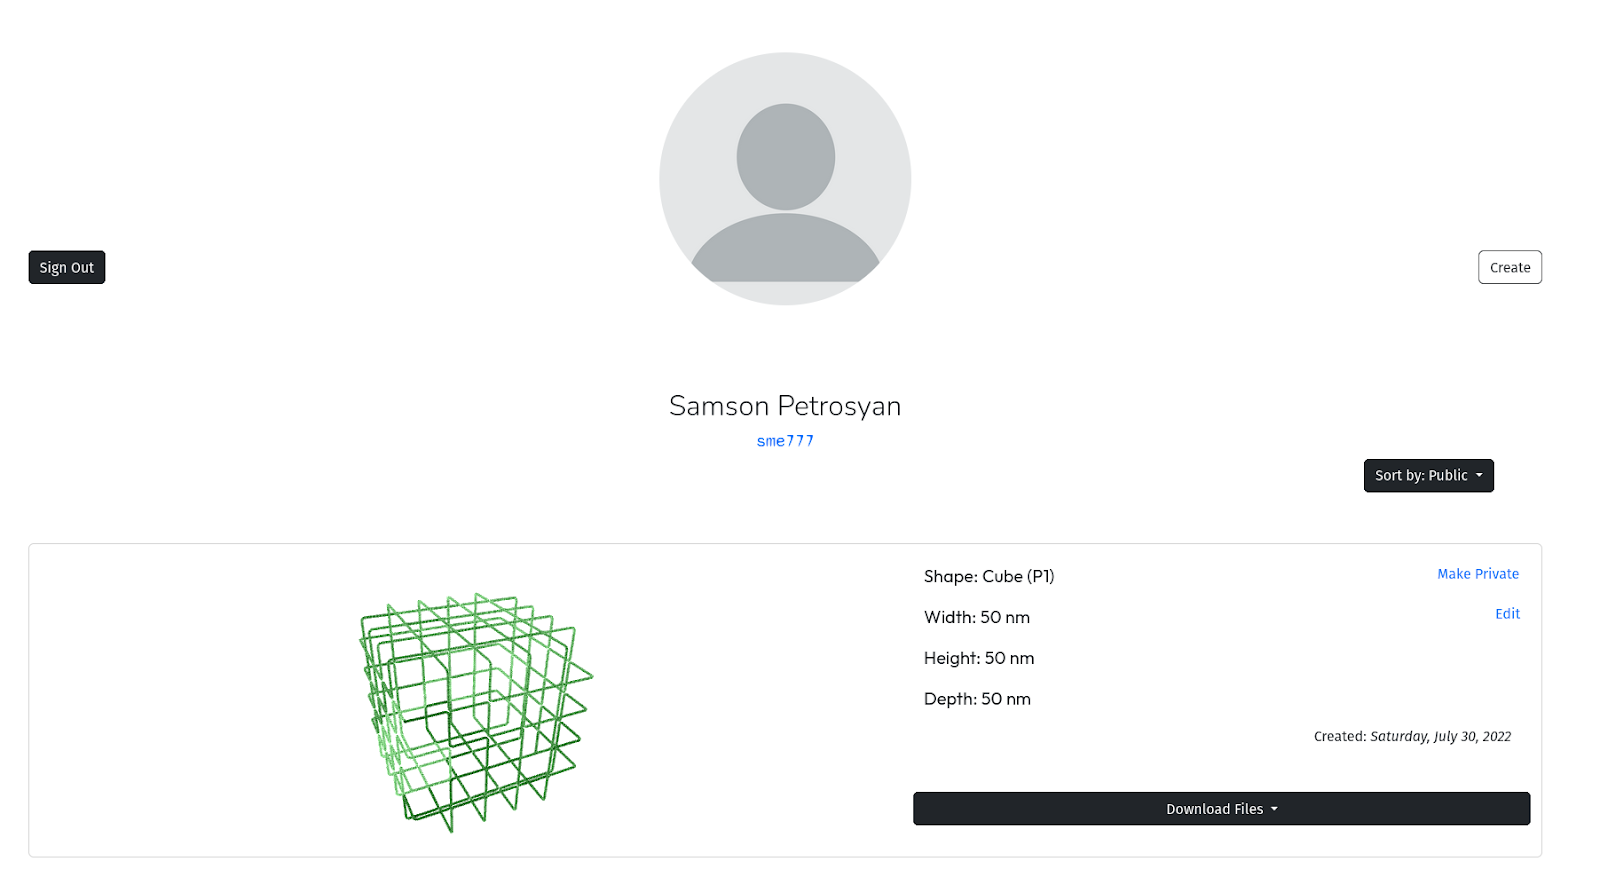 Sign Out
Create
Samson Petrosyan
sme777
Sort by: Public
Shape: Cube (P1)
Make Private
Width: 50 nm
Edit
Height: 50 nm
Depth: 50 nm
Created: Saturday, July 30, 2022
Download Files